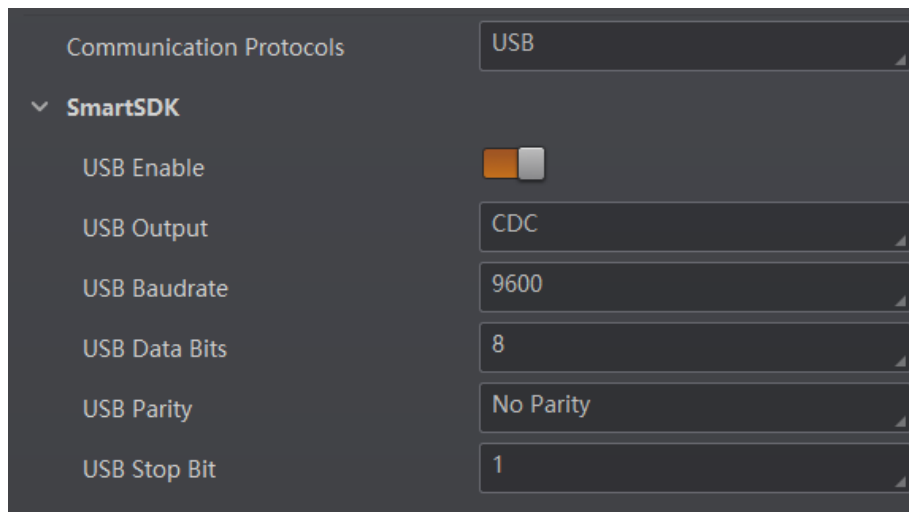 Communication Protocols USB
SmartSDK
USB Enable
USB Output CDC
USB Baudrate 9600
USB Data Bits 8
USB Parity No Parity
USB Stop Bit 1